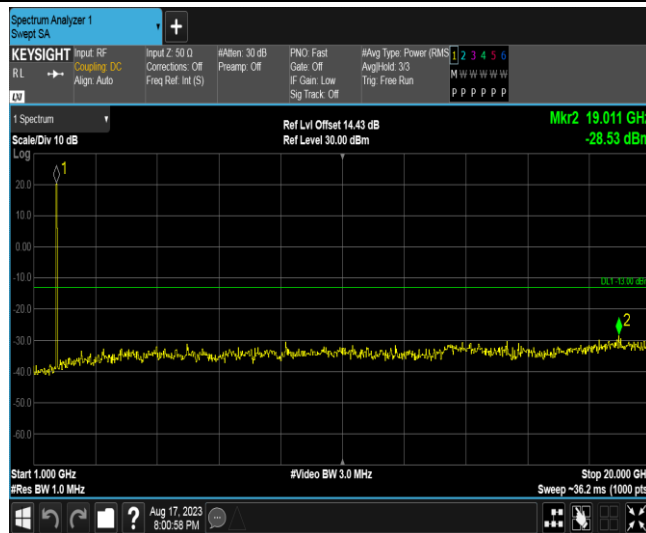 Spectrum Analyzer 1
Swept SA
+
KEYSIGHT
RL
LXI
Input: RF
Coupling: DC
Align: Auto
Input Z: 50 Ω
Corrections: Off
Freq Ref: Int (S)
#Atten: 30 dB
Preamp: Off
PNO: Fast
Gate: Off
IF Gain: Low
Sig Track: Off
#Avg Type: Power (RMS
Avg|Hold: 3/3
Trig: Free Run
1 2 3 4 5 6
M W W W W W
P P P P P P
1 Spectrum
Scale/Div 10 dB
Ref Lvl Offset 14.43 dB
Ref Level 30.00 dBm
Mkr2 19.011 GHz
-28.53 dBm
Log
1
20.0
10.0
0.00
-10.0
DL1 -13.00 dBm
-20.0
2
-30.0
-40.0
-50.0
-60.0
Start 1.000 GHz
#Res BW 1.0 MHz
#Video BW 3.0 MHz
Stop 20.000 GHz
Sweep ~36.2 ms (1000 pts)
?
Aug 17, 2023
8:00:58 PM